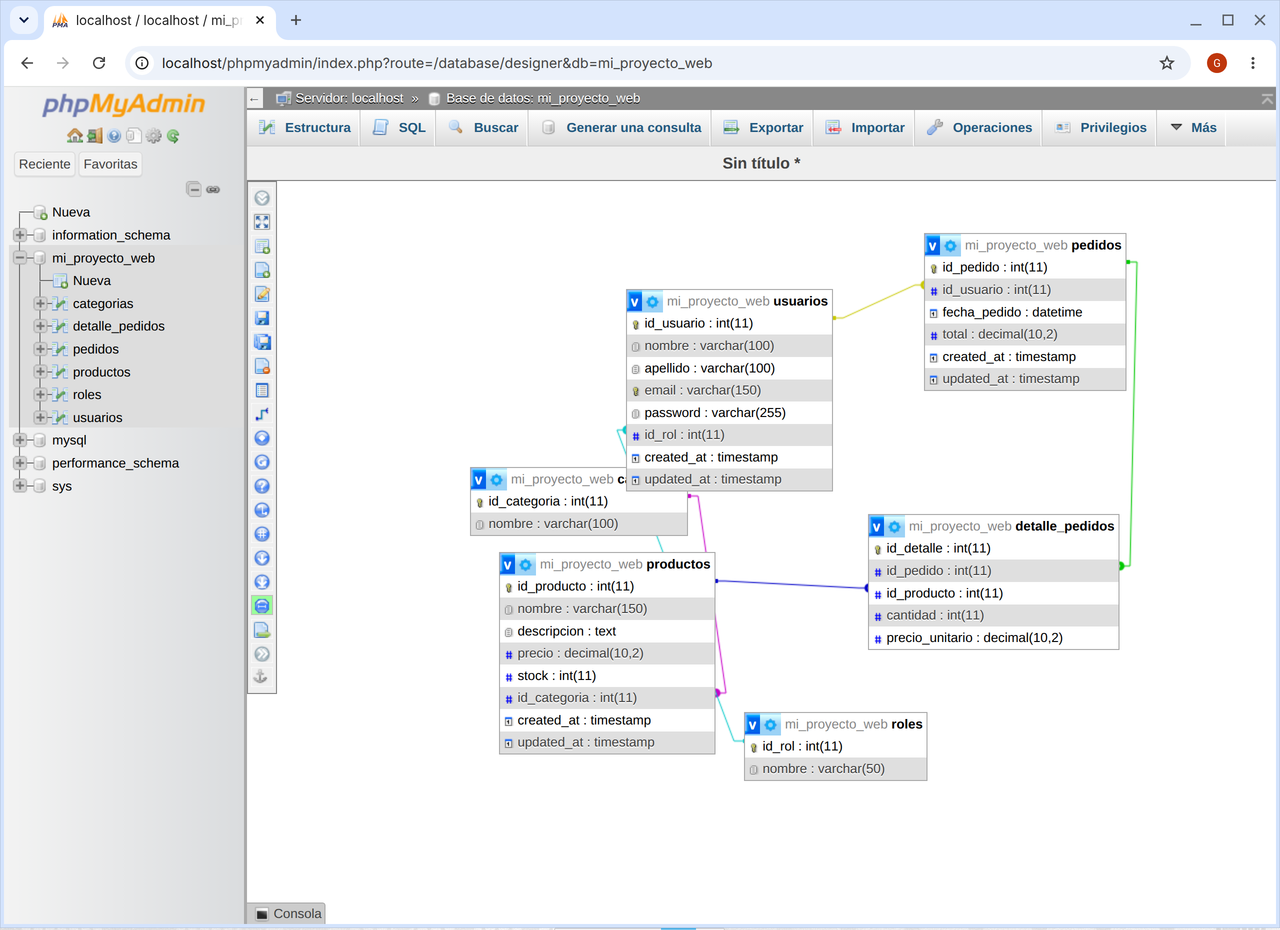 localhost / localhost / mi_p
localhost/phpmyadmin/index.php?route=/database/designer&db=mi_proyecto_web
G
phpMyAdmin
Reciente
Favoritas
Nueva
information_schema
mi_proyecto_web
Nueva
categorias
detalle_pedidos
pedidos
productos
roles
usuarios
mysql
performance_schema
sys
Servidor: localhost » Base de datos: mi_proyecto_web
Estructura
SQL
Buscar
Generar una consulta
Exportar
Importar
Operaciones
Privilegios
Más
Sin título *
v mi_proyecto_web pedidos
id_pedido : int(11)
id_usuario : int(11)
fecha_pedido : datetime
total : decimal(10,2)
created_at : timestamp
updated_at : timestamp
v mi_proyecto_web usuarios
id_usuario : int(11)
nombre : varchar(100)
apellido : varchar(100)
email : varchar(150)
password : varchar(255)
id_rol : int(11)
created_at : timestamp
updated_at : timestamp
v mi_proyecto_web c
id_categoria : int(11)
nombre : varchar(100)
v mi_proyecto_web productos
id_producto : int(11)
nombre : varchar(150)
descripcion : text
precio : decimal(10,2)
stock : int(11)
id_categoria : int(11)
created_at : timestamp
updated_at : timestamp
v mi_proyecto_web detalle_pedidos
id_detalle : int(11)
id_pedido : int(11)
id_producto : int(11)
cantidad : int(11)
precio_unitario : decimal(10,2)
v mi_proyecto_web roles
id_rol : int(11)
nombre : varchar(50)
Consola